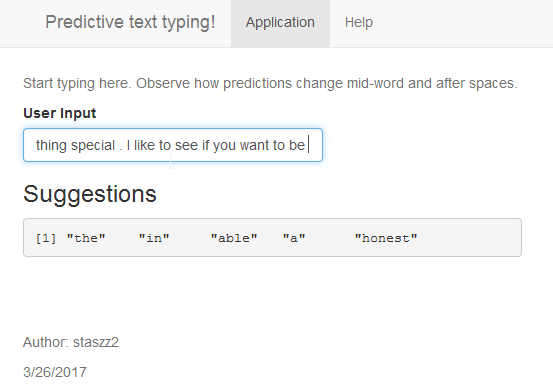 Predictive text typing! Application Help
Start typing here. Observe how predictions change mid-word and after spaces.
User Input
thing special . I like to see if you want to be
Suggestions
[1] "the" "in" "able" "a" "honest"
Author: staszz2
3/26/2017